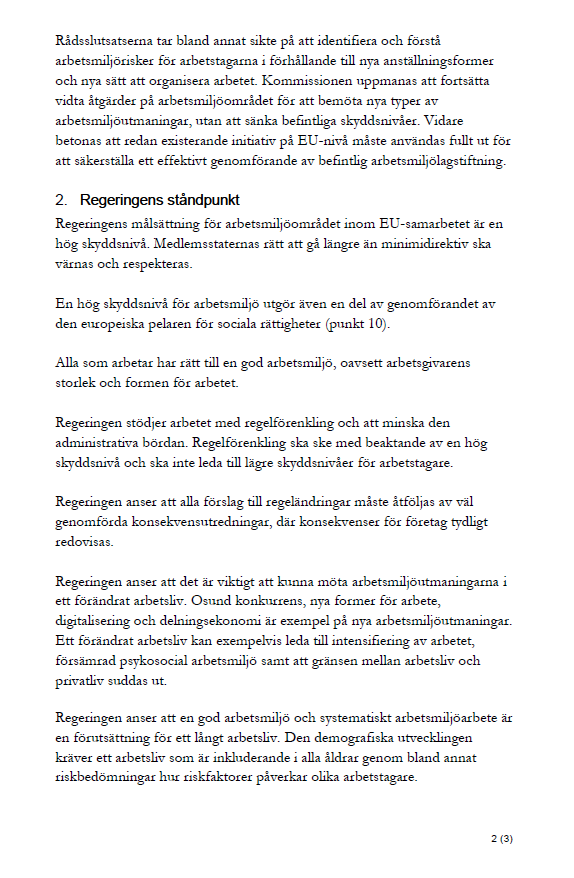 Rådsslutsatserna tar bland annat sikte på att identifiera och förstå
arbetsmiljörisker för arbetstagarna i förhållande till nya anställningsformer
och nya sätt att organisera arbetet. Kommissionen uppmanas att fortsätta
vidta åtgärder på arbetsmiljöområdet för att bemöta nya typer av
arbetsmiljöutmaningar, utan att sänka befintliga skyddsnivåer. Vidare
betonas att redan existerande initiativ på EU-nivå måste användas fullt ut för
att säkerställa ett effektivt genomförande av befintlig arbetsmiljölagstiftning.
2. Regeringens ståndpunkt
Regeringens målsättning för arbetsmiljöområdet inom EU-samarbetet är en
hög skyddsnivå. Medlemsstaternas rätt att gå längre än minimidirektiv ska
värnas och respekteras.
En hög skyddsnivå för arbetsmiljö utgör även en del av genomförandet av
den europeiska pelaren för sociala rättigheter (punkt 10).
Alla som arbetar har rätt till en god arbetsmiljö, oavsett arbetsgivarens
storlek och formen för arbetet.
Regeringen stödjer arbetet med regelförenkling och att minska den
administrativa bördan. Regelförenkling ska ske med beaktande av en hög
skyddsnivå och ska inte leda till lägre skyddsnivåer för arbetstagare.
Regeringen anser att alla förslag till regeländringar måste åtföljas av väl
genomförda konsekvensutredningar, där konsekvenser för företag tydligt
redovisas.
Regeringen anser att det är viktigt att kunna möta arbetsmiljöutmaningarna i
ett förändrat arbetsliv. Osund konkurrens, nya former för arbete,
digitalisering och delningsekonomi är exempel på nya arbetsmiljöutmaningar.
Ett förändrat arbetsliv kan exempelvis leda till intensifiering av arbetet,
försämrad psykosocial arbetsmiljö samt att gränsen mellan arbetsliv och
privatliv suddas ut.
Regeringen anser att en god arbetsmiljö och systematiskt arbetsmiljöarbete är
en förutsättning för ett långt arbetsliv. Den demografiska utvecklingen
kräver ett arbetsliv som är inkluderande i alla åldrar genom bland annat
riskbedömningar hur riskfaktorer påverkar olika arbetstagare.
2 (3)